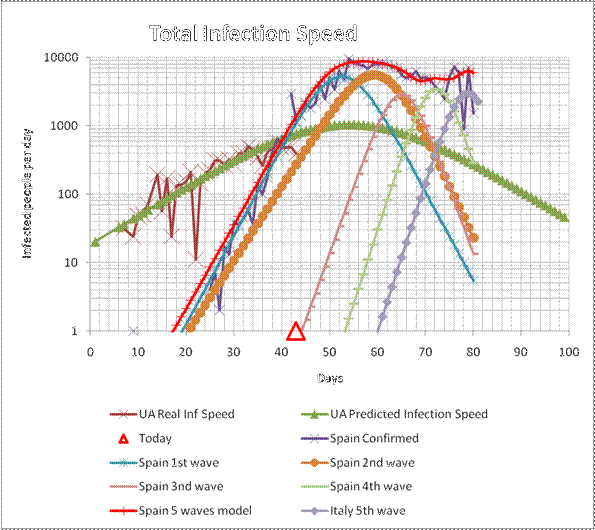 Total Infection Speed
Infected people per day
10000
1000
100
10
1
0 10 20 30 40 50 60 70 80 90 100
Days
UA Real Inf Speed
UA Predicted Infection Speed
Today
Spain Confirmed
Spain 1st wave
Spain 2nd wave
Spain 3nd wave
Spain 4th wave
Spain 5 waves model
Italy 5th wave